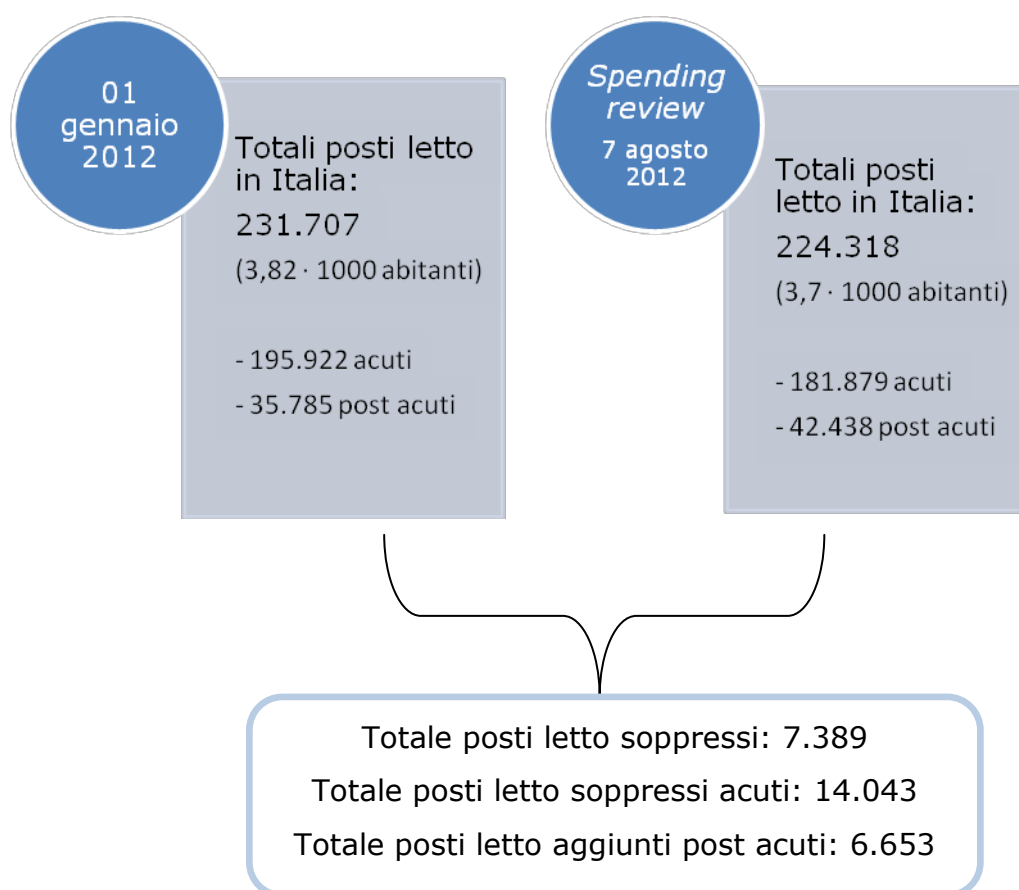 01
gennaio
2012
Totali posti letto
in Italia:
231.707
(3,82 · 1000 abitanti)
- 195.922 acuti
- 35.785 post acuti
Spending
review
7 agosto
2012
Totali posti
letto in Italia:
224.318
(3,7 · 1000 abitanti)
- 181.879 acuti
- 42.438 post acuti
Totale posti letto soppressi: 7.389
Totale posti letto soppressi acuti: 14.043
Totale posti letto aggiunti post acuti: 6.653